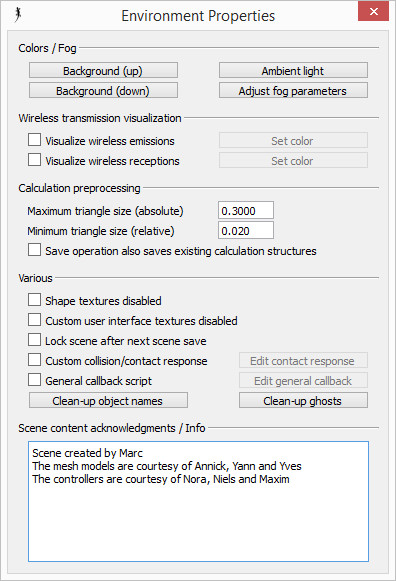 Environment Properties
Colors / Fog
Background (up) Ambient light
Background (down) Adjust fog parameters
Wireless transmission visualization
Visualize wireless emissions Set color
Visualize wireless receptions Set color
Calculation preprocessing
Maximum triangle size (absolute) 0.3000
Minimum triangle size (relative) 0.020
Save operation also saves existing calculation structures
Various
Shape textures disabled
Custom user interface textures disabled
Lock scene after next scene save
Custom collision/contact response Edit contact response
General callback script Edit general callback
Clean-up object names Clean-up ghosts
Scene content acknowledgments / Info
Scene created by Marc
The mesh models are courtesy of Annick, Yann and Yves
The controllers are courtesy of Nora, Niels and Maxim